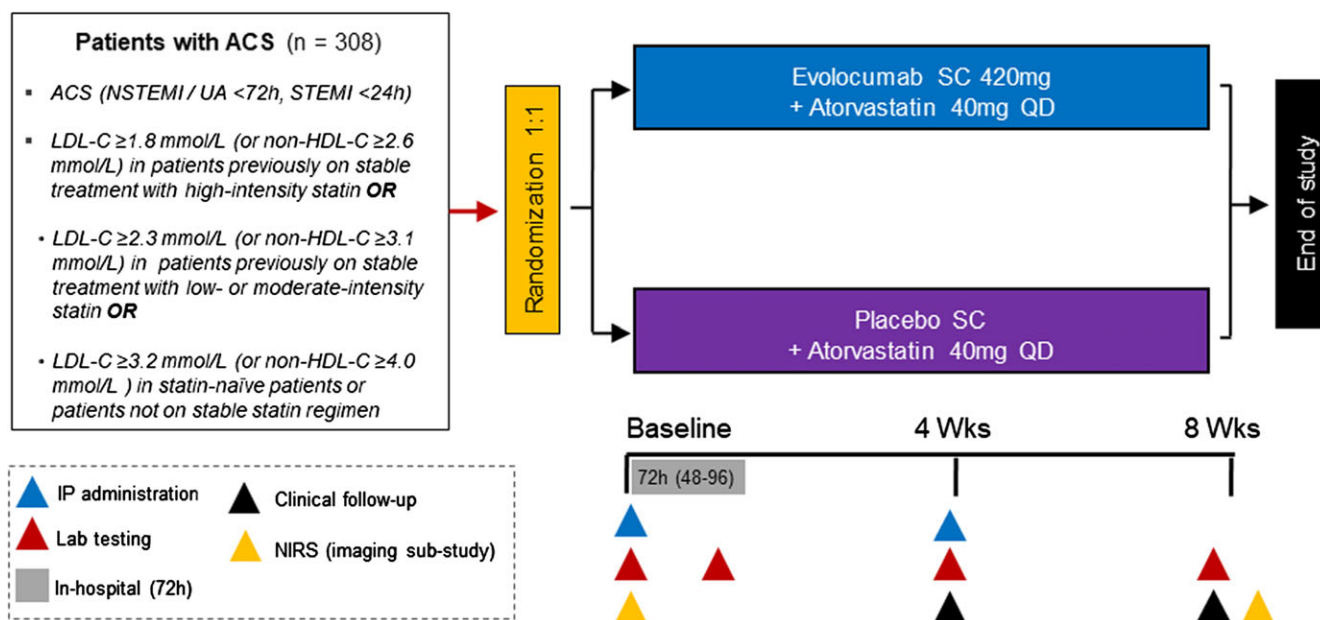 Patients with ACS (n = 308)
▪ ACS (NSTEMI / UA <72h, STEMI <24h)
▪ LDL-C ≥1.8 mmol/L (or non-HDL-C ≥2.6
mmol/L) in patients previously on stable
treatment with high-intensity statin OR
• LDL-C ≥2.3 mmol/L (or non-HDL-C ≥3.1
mmol/L) in patients previously on stable
treatment with low- or moderate-intensity
statin OR
• LDL-C ≥3.2 mmol/L (or non-HDL-C ≥4.0
mmol/L ) in statin-naïve patients or
patients not on stable statin regimen
Randomization 1:1
Evolocumab SC 420mg
+ Atorvastatin 40mg QD
Placebo SC
+ Atorvastatin 40mg QD
End of study
Baseline
4 Wks
8 Wks
72h (48-96)
IP administration
Clinical follow-up
Lab testing
NIRS (imaging sub-study)
In-hospital (72h)